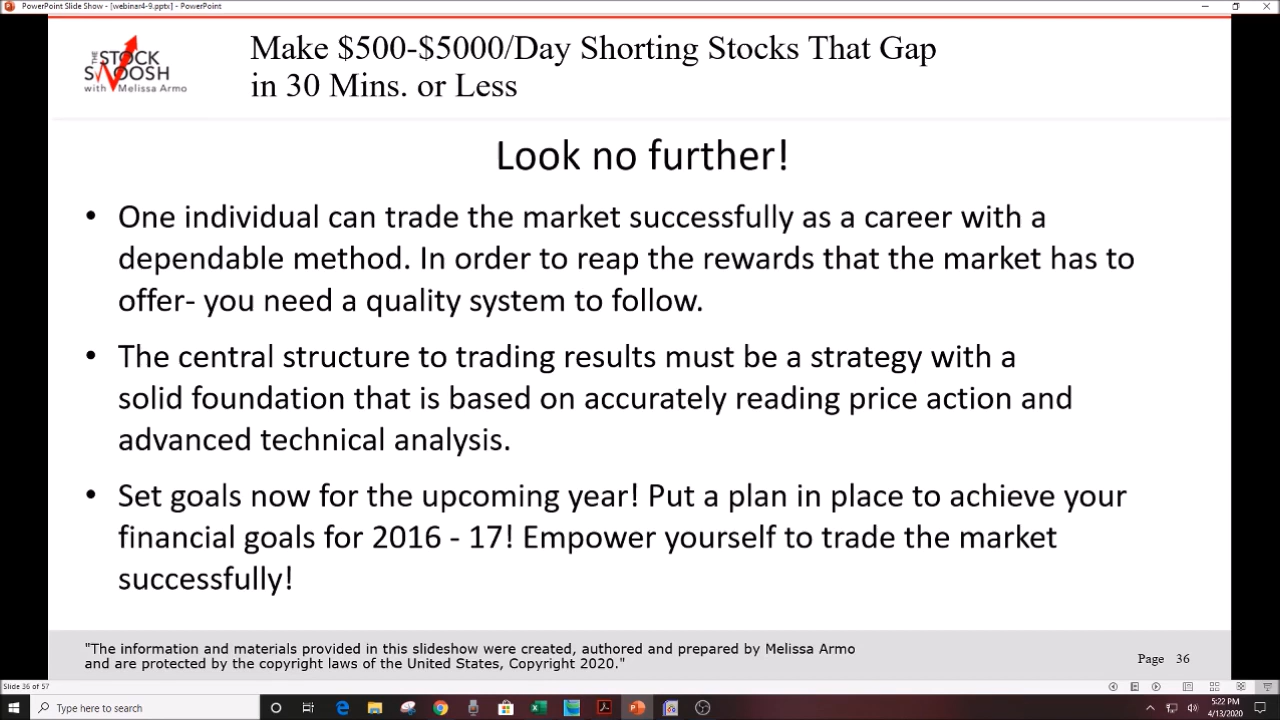 PowerPoint Slide Show - [webinar4-9.pptx] - PowerPoint
THE
STOCK
SWOOSH
with Melissa Armo
Make $500-$5000/Day Shorting Stocks That Gap
in 30 Mins. or Less
Look no further!
• One individual can trade the market successfully as a career with a
dependable method. In order to reap the rewards that the market has to
offer- you need a quality system to follow.
• The central structure to trading results must be a strategy with a
solid foundation that is based on accurately reading price action and
advanced technical analysis.
• Set goals now for the upcoming year! Put a plan in place to achieve your
financial goals for 2016 - 17! Empower yourself to trade the market
successfully!
"The information and materials provided in this slideshow were created, authored and prepared by Melissa Armo
and are protected by the copyright laws of the United States, Copyright 2020."
Page 36
Slide 36 of 57
Type here to search
5:22 PM
4/13/2020